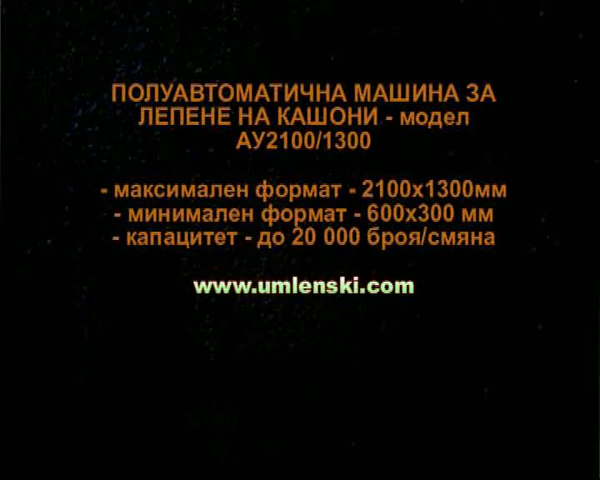 ПОЛУАВТОМАТИЧНА МАШИНА ЗА
ЛЕПЕНЕ НА КАШОНИ - модел
АУ2100/1300
- максимален формат - 2100х1300мм
- минимален формат - 600х300 мм
- капацитет - до 20 000 броя/смяна
www.umlenski.com